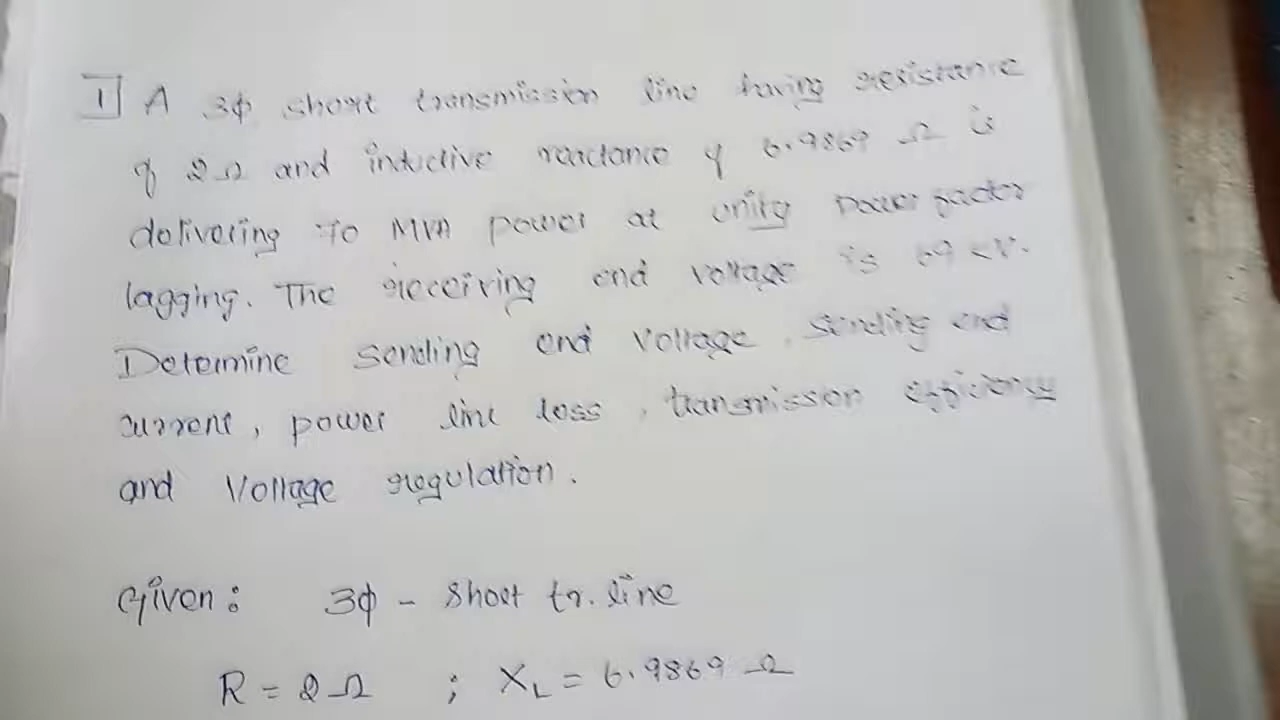 1] A 3φ short transmission line having resistance
of 2 Ω and inductive reactance of 6.9869 Ω is
delivering 70 MVA power at unity power factor
lagging. The receiving end voltage is 69 kV.
Determine sending end voltage, sending end
current, power line loss, transmission efficiency
and voltage regulation.
Given : 3φ - short tr. line
R = 2 Ω ; X_L = 6.9869 Ω